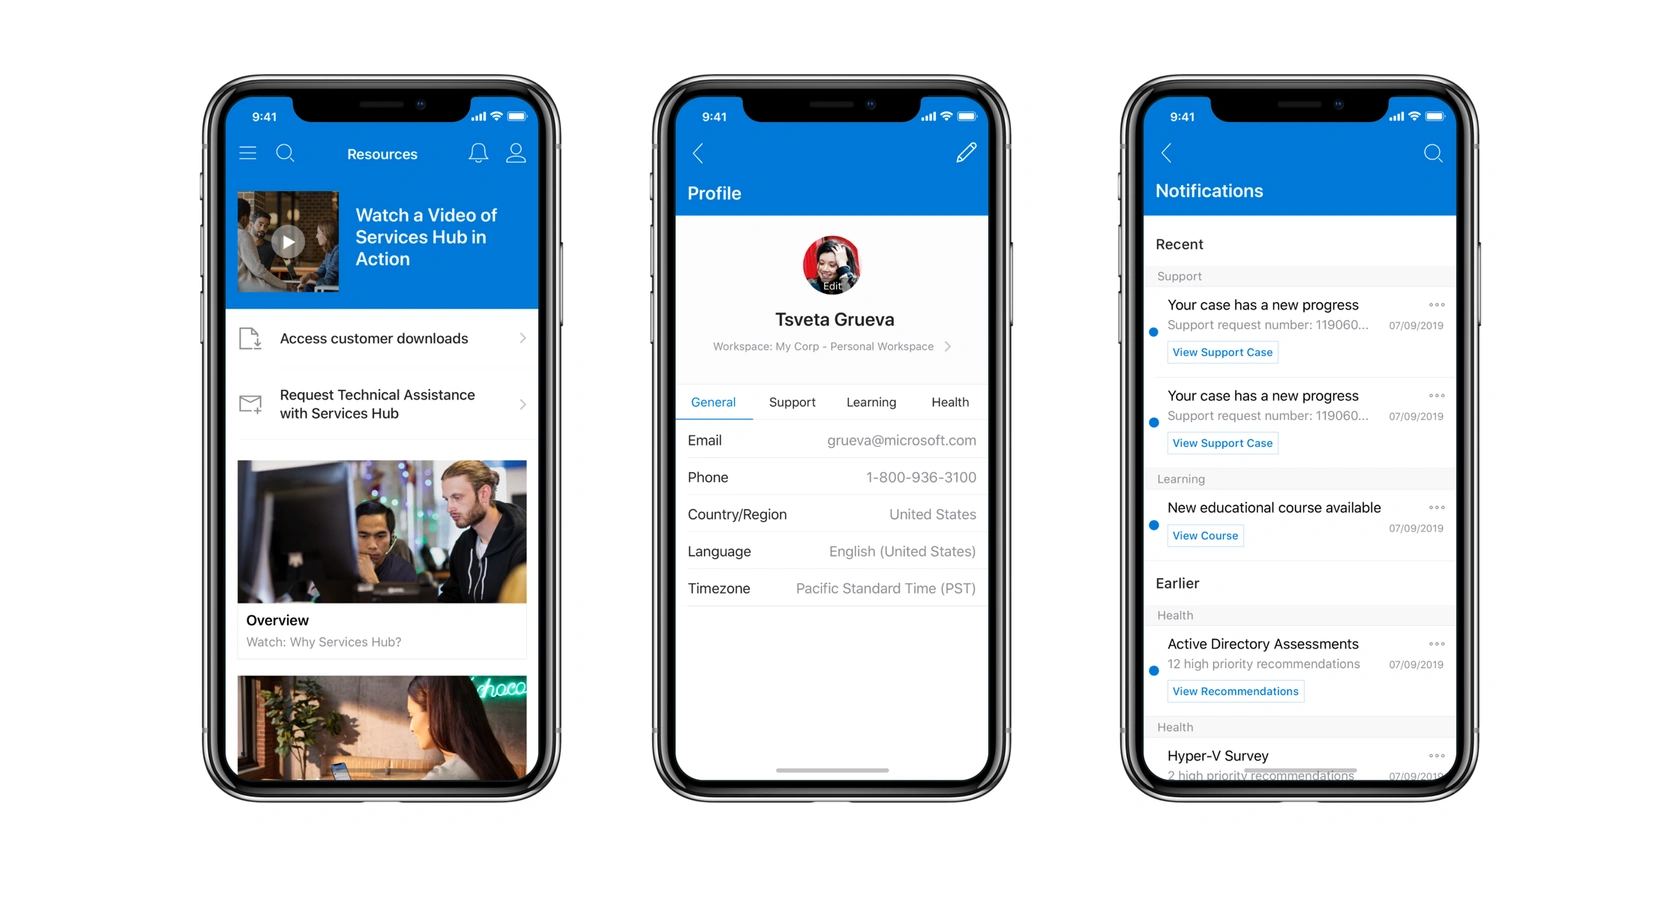 9:41
Resources
Watch a Video of
Services Hub in
Action
Access customer downloads
Request Technical Assistance
with Services Hub
Overview
Watch: Why Services Hub?
choco
9:41
Profile
Edit
Tsveta Grueva
Workspace: My Corp - Personal Workspace
General Support Learning Health
Email grueva@microsoft.com
Phone 1-800-936-3100
Country/Region United States
Language English (United States)
Timezone Pacific Standard Time (PST)
9:41
Notifications
Recent
Support
Your case has a new progress
Support request number: 119060... 07/09/2019
View Support Case
Your case has a new progress
Support request number: 119060... 07/09/2019
View Support Case
Learning
New educational course available
07/09/2019
View Course
Earlier
Health
Active Directory Assessments
12 high priority recommendations 07/09/2019
View Recommendations
Health
Hyper-V Survey
2 high priority recommendations 07/09/2019